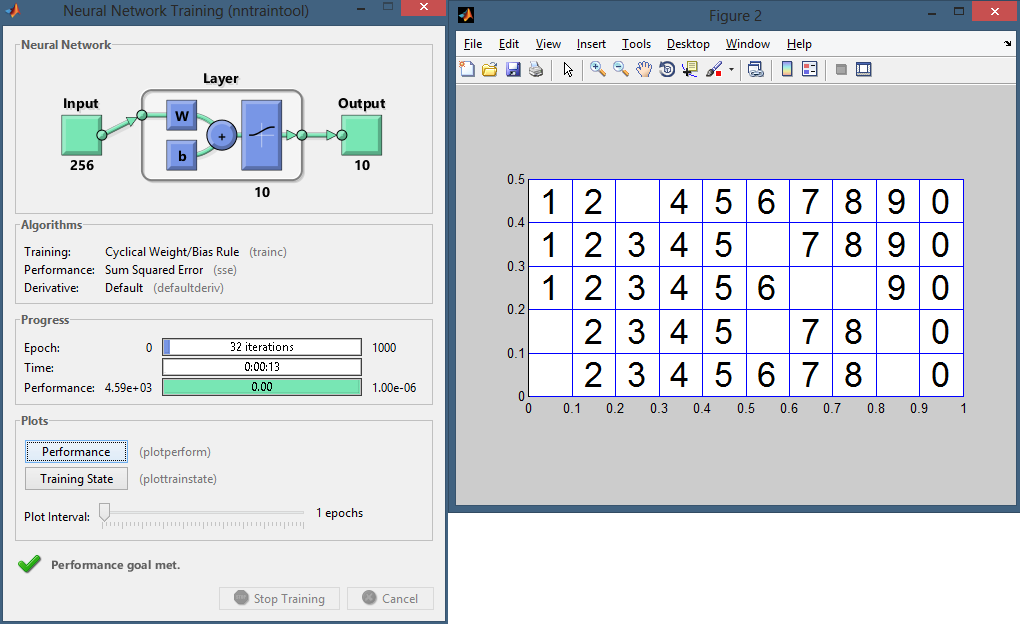 Neural Network Training (nntraintool)
Neural Network
Layer
Input
W
b
+
Output
256
10
10
Algorithms
Training: Cyclical Weight/Bias Rule (trainc)
Performance: Sum Squared Error (sse)
Derivative: Default (defaultderiv)
Progress
Epoch: 0 32 iterations 1000
Time: 0:00:13
Performance: 4.59e+03 0.00 1.00e-06
Plots
Performance (plotperform)
Training State (plottrainstate)
Plot Interval: 1 epochs
Performance goal met.
Stop Training Cancel
Figure 2
File Edit View Insert Tools Desktop Window Help
0.5
1 2 4 5 6 7 8 9 0
0.4
1 2 3 4 5 7 8 9 0
0.3
1 2 3 4 5 6 9 0
0.2
2 3 4 5 7 8 0
0.1
2 3 4 5 6 7 8 0
0
0 0.1 0.2 0.3 0.4 0.5 0.6 0.7 0.8 0.9 1